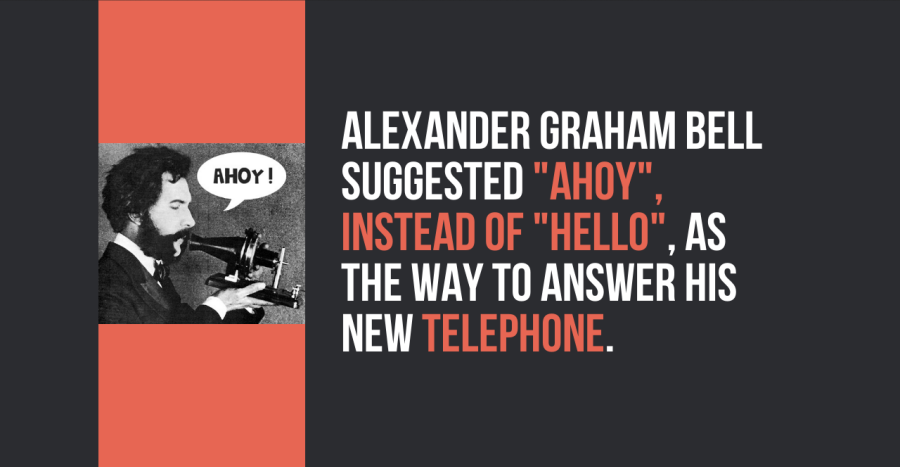 AHOY!
ALEXANDER GRAHAM BELL
SUGGESTED "AHOY",
INSTEAD OF "HELLO", AS
THE WAY TO ANSWER HIS
NEW TELEPHONE.